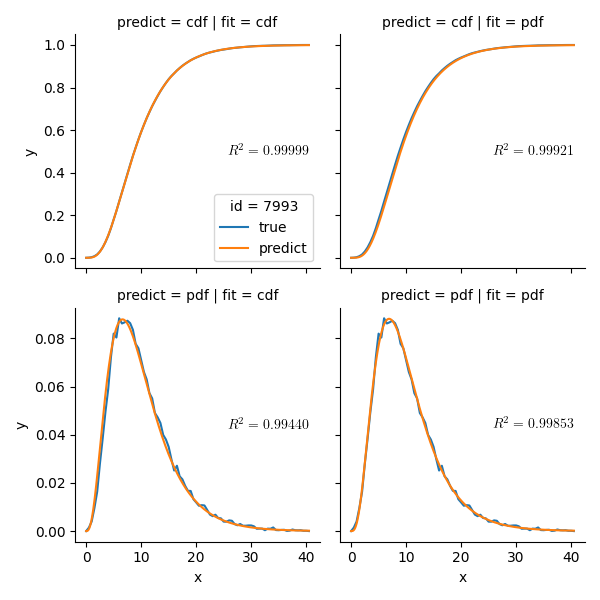 predict = cdf | fit = cdf
predict = cdf | fit = pdf
1.0
0.8
0.6
0.4
0.2
0.0
y
R² = 0.99999
R² = 0.99921
id = 7993
true
predict
predict = pdf | fit = cdf
predict = pdf | fit = pdf
0.08
0.06
0.04
0.02
0.00
y
R² = 0.99440
R² = 0.99853
0 10 20 30 40
0 10 20 30 40
x
x